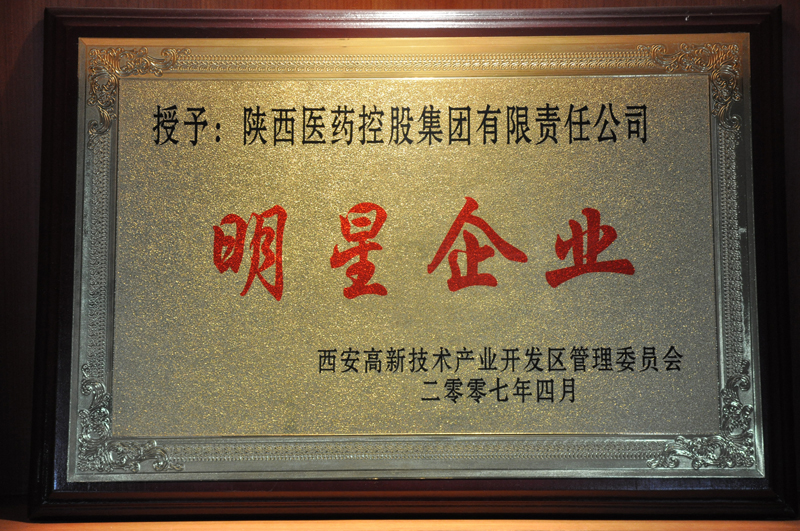 授予：陕西医药控股集团有限责任公司
明星企业
西安高新技术产业开发区管理委员会
二零零七年四月